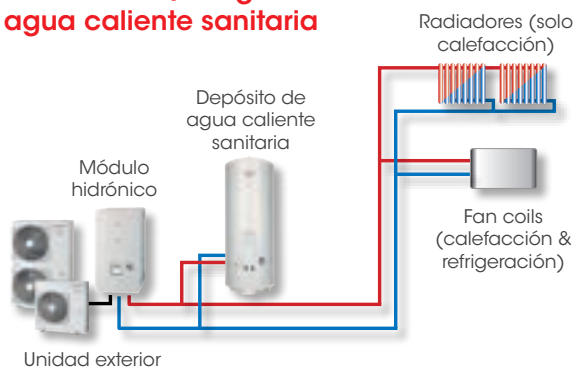 agua caliente sanitaria
Radiadores (solo
calefacción)
Depósito de
agua caliente
sanitaria
Módulo
hidrónico
Fan coils
(calefacción &
refrigeración)
Unidad exterior